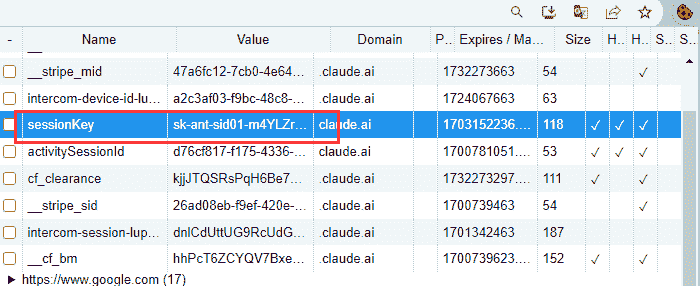 - Name Value Domain P.. Expires / Ma... Size H.. H.. S.. S..
__stripe_mid 47a6fc12-7cb0-4e64... .claude.ai 1732273663 54 ✓
intercom-device-id-lu... a2c3af03-f9bc-48c8-... .claude.ai 1724067663 63
sessionKey sk-ant-sid01-m4YLZr... .claude.ai 1703152236.... 118 ✓ ✓ ✓
activitySessionId d76cf817-f175-4336-... .claude.ai 1700781051.... 53 ✓ ✓ ✓
cf_clearance kjjJTQSRsPqH6Be7... .claude.ai 1732273297.... 111 ✓ ✓
__stripe_sid 26ad08eb-f9ef-420e-... .claude.ai 1700739463 54 ✓
intercom-session-lup... dnlCdUttUG9RcUdG... .claude.ai 1701342463 187
__cf_bm hhPcT6ZCYQV7Bxe... .claude.ai 1700739623.... 152 ✓ ✓
https://www.google.com (17)